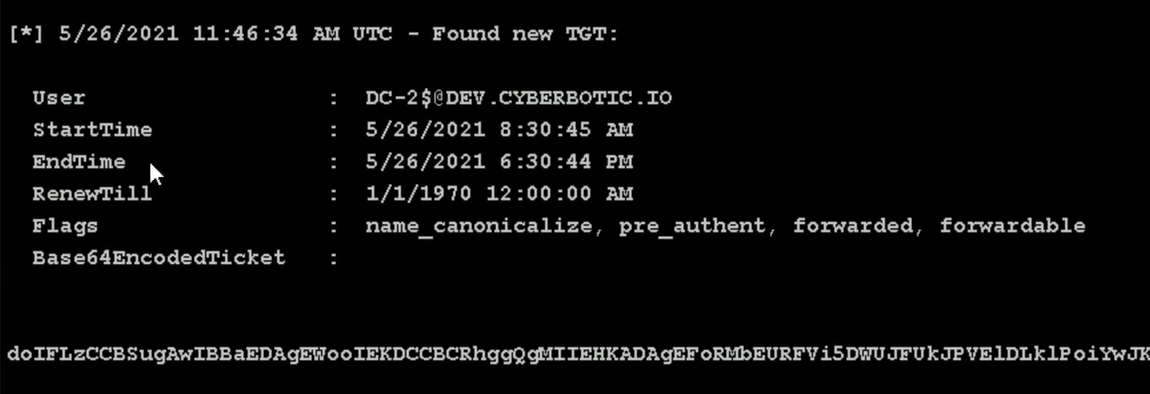 [*] 5/26/2021 11:46:34 AM UTC - Found new TGT:
User : DC-2$@DEV.CYBERBOTIC.IO
StartTime : 5/26/2021 8:30:45 AM
EndTime : 5/26/2021 6:30:44 PM
RenewTill : 1/1/1970 12:00:00 AM
Flags : name_canonicalize, pre_authent, forwarded, forwardable
Base64EncodedTicket :
doIFLzCCBSugAwIBBaEDAgEWooIEKDCCBCRhggQgMIIEHKADAgEFoRMbEURFVi5DWUJFUkJPVElDLklPoiYwJK